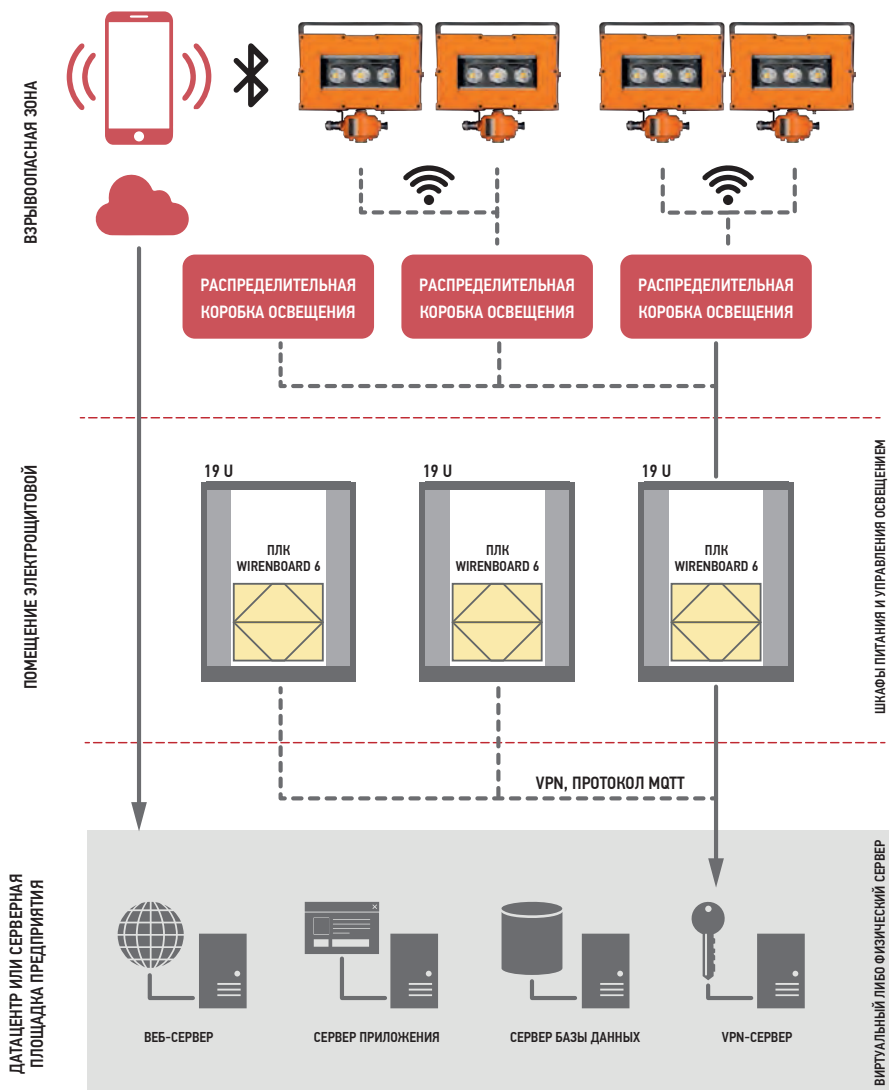 ВЗРЫВООПАСНАЯ ЗОНА
РАСПРЕДЕЛИТЕЛЬНАЯ
КОРОБКА ОСВЕЩЕНИЯ
РАСПРЕДЕЛИТЕЛЬНАЯ
КОРОБКА ОСВЕЩЕНИЯ
РАСПРЕДЕЛИТЕЛЬНАЯ
КОРОБКА ОСВЕЩЕНИЯ
ПОМЕЩЕНИЕ ЭЛЕКТРОЩИТОВОЙ
19 U
ПЛК
WIRENBOARD 6
19 U
ПЛК
WIRENBOARD 6
19 U
ПЛК
WIRENBOARD 6
ШКАФЫ ПИТАНИЯ И УПРАВЛЕНИЯ ОСВЕЩЕНИЕМ
VPN, ПРОТОКОЛ MQTT
ДАТАЦЕНТР ИЛИ СЕРВЕРНАЯ
ПЛОЩАДКА ПРЕДПРИЯТИЯ
ВЕБ-СЕРВЕР
СЕРВЕР ПРИЛОЖЕНИЯ
СЕРВЕР БАЗЫ ДАННЫХ
VPN-СЕРВЕР
ВИРТУАЛЬНЫЙ ЛИБО ФИЗИЧЕСКИЙ СЕРВЕР